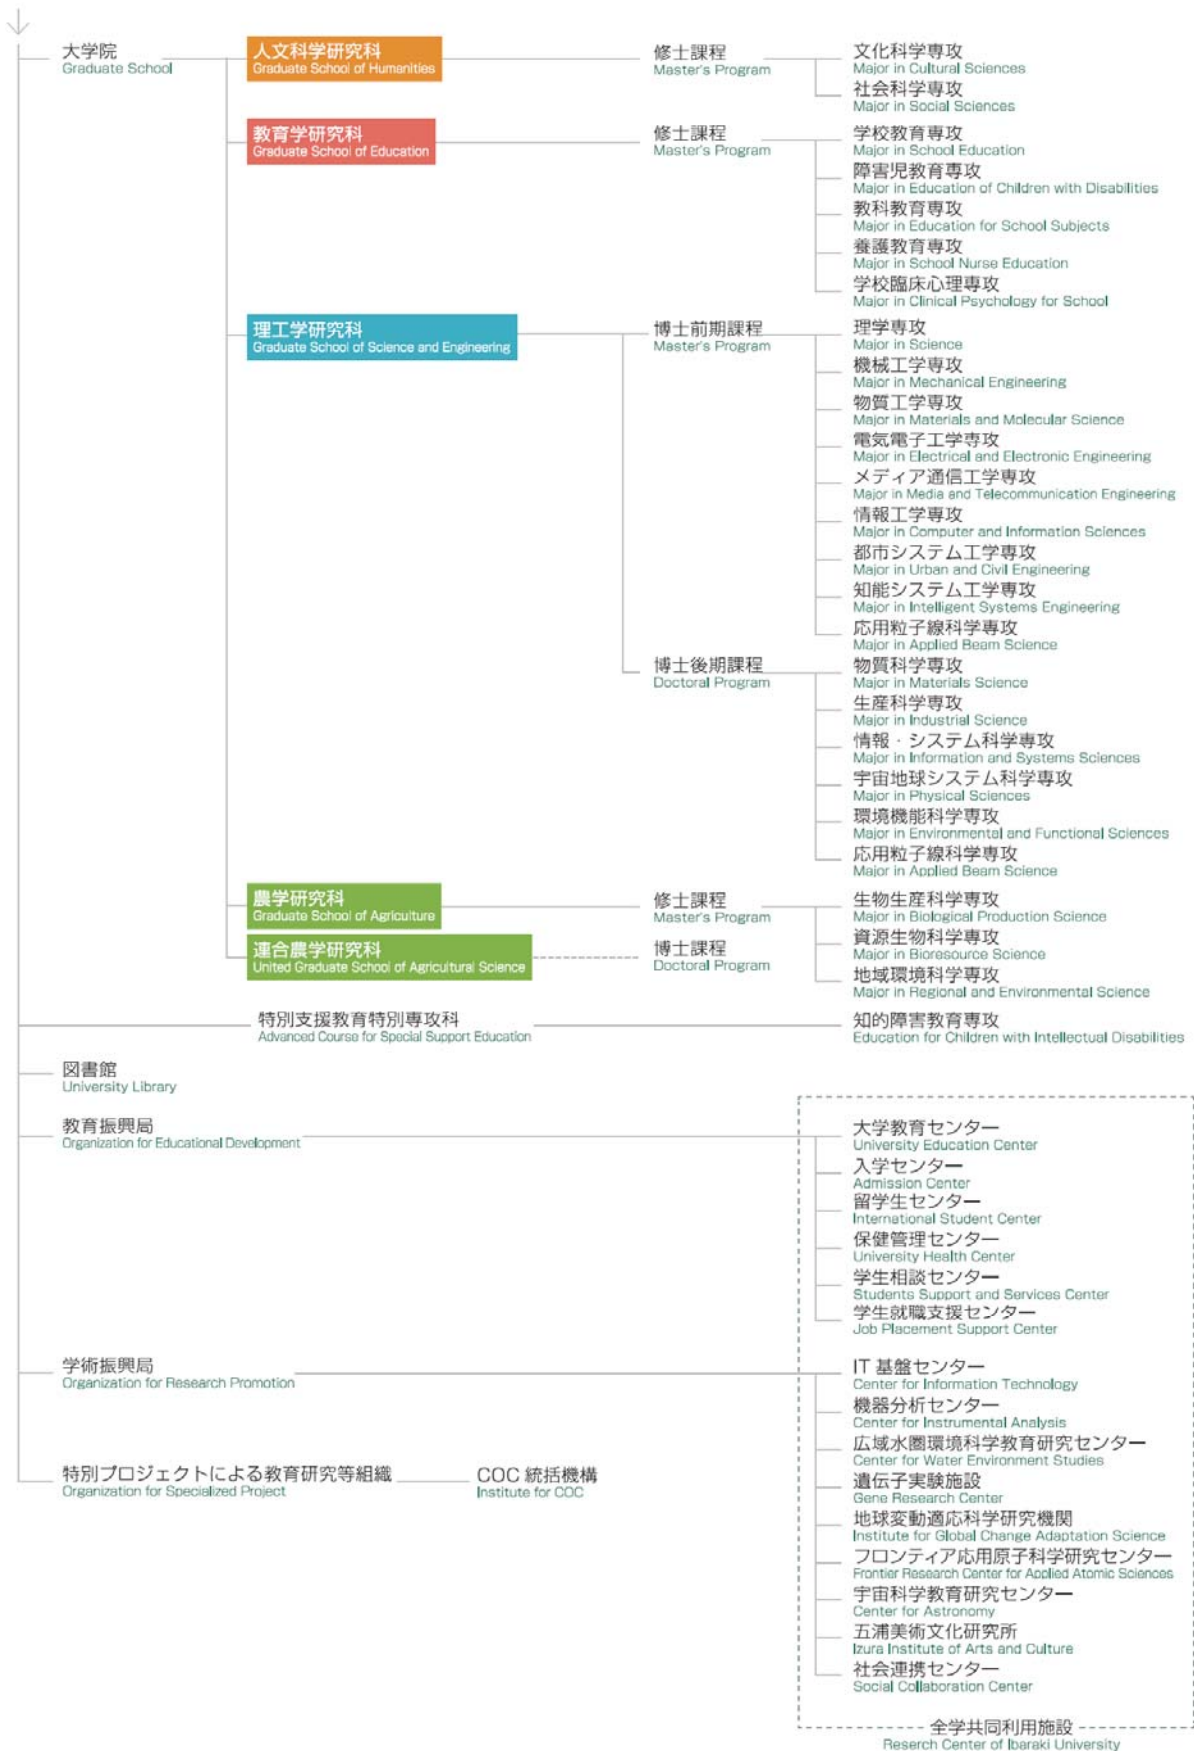 大学院
Graduate School
人文科学研究科
Graduate School of Humanities
修士課程
Master's Program
文化科学専攻
Major in Cultural Sciences
社会科学専攻
Major in Social Sciences
教育学研究科
Graduate School of Education
修士課程
Master's Program
学校教育専攻
Major in School Education
障害児教育専攻
Major in Education of Children with Disabilities
教科教育専攻
Major in Education for School Subjects
養護教育専攻
Major in School Nurse Education
学校臨床心理専攻
Major in Clinical Psychology for School
理工学研究科
Graduate School of Science and Engineering
博士前期課程
Master's Program
理学専攻
Major in Science
機械工学専攻
Major in Mechanical Engineering
物質工学専攻
Major in Materials and Molecular Science
電気電子工学専攻
Major in Electrical and Electronic Engineering
メディア通信工学専攻
Major in Media and Telecommunication Engineering
情報工学専攻
Major in Computer and Information Sciences
都市システム工学専攻
Major in Urban and Civil Engineering
知能システム工学専攻
Major in Intelligent Systems Engineering
応用粒子線科学専攻
Major in Applied Beam Science
博士後期課程
Doctoral Program
物質科学専攻
Major in Materials Science
生産科学専攻
Major in Industrial Science
情報・システム科学専攻
Major in Information and Systems Sciences
宇宙地球システム科学専攻
Major in Physical Sciences
環境機能科学専攻
Major in Environmental and Functional Sciences
応用粒子線科学専攻
Major in Applied Beam Science
農学研究科
Graduate School of Agriculture
修士課程
Master's Program
生物生産科学専攻
Major in Biological Production Science
資源生物科学専攻
Major in Bioresource Science
地域環境科学専攻
Major in Regional and Environmental Science
連合農学研究科
United Graduate School of Agricultural Science
博士課程
Doctoral Program
特別支援教育特別専攻科
Advanced Course for Special Support Education
知的障害教育専攻
Education for Children with Intellectual Disabilities
図書館
University Library
教育振興局
Organization for Educational Development
大学教育センター
University Education Center
入学センター
Admission Center
留学生センター
International Student Center
保健管理センター
University Health Center
学生相談センター
Students Support and Services Center
学生就職支援センター
Job Placement Support Center
学術振興局
Organization for Research Promotion
IT 基盤センター
Center for Information Technology
機器分析センター
Center for Instrumental Analysis
広域水圏環境科学教育研究センター
Center for Water Environment Studies
遺伝子実験施設
Gene Research Center
地球変動適応科学研究機関
Institute for Global Change Adaptation Science
フロンティア応用原子科学研究センター
Frontier Research Center for Applied Atomic Sciences
宇宙科学教育研究センター
Center for Astronomy
五浦美術文化研究所
Izura Institute of Arts and Culture
社会連携センター
Social Collaboration Center
特別プロジェクトによる教育研究等組織
Organization for Specialized Project
COC 統括機構
Institute for COC
全学共同利用施設
Reserch Center of Ibaraki University